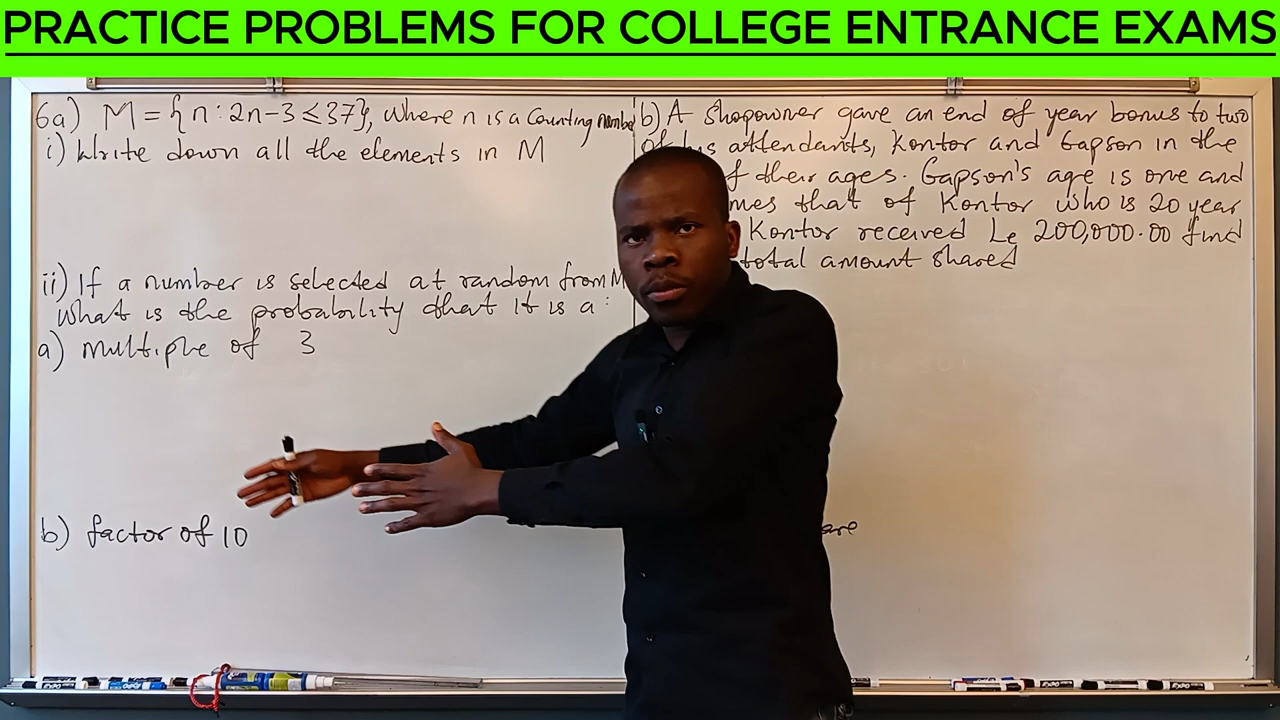 PRACTICE PROBLEMS FOR COLLEGE ENTRANCE EXAMS
6a) M = {n : 2n-3 ≤ 37}, where n is a counting number
i) Write down all the elements in M
ii) If a number is selected at random from M
What is the probability that it is a:
a) multiple of 3
b) factor of 10
b) A Shopowner gave an end of year bonus to two
of attendants, Kontor and Gapson in the
of their ages. Gapson's age is one and
that of Kontor who is 20 year
Kontor received Le 200,000.00 find
total amount shared